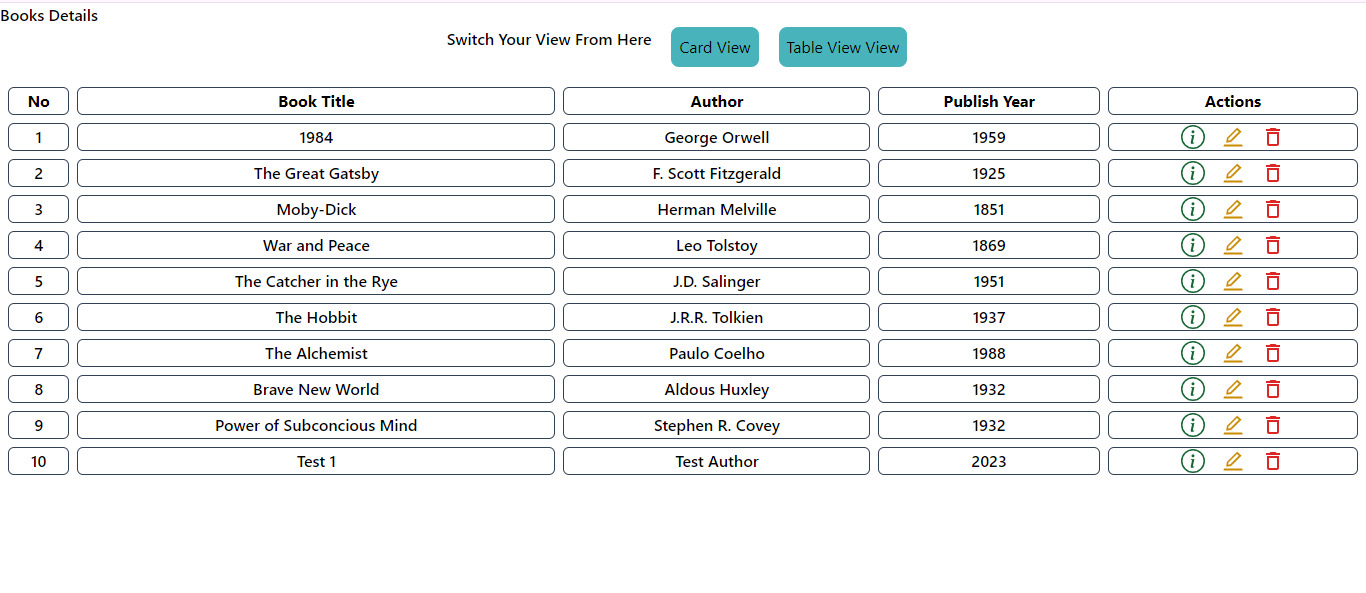 Books Details
Switch Your View From Here Card View Table View View
No Book Title Author Publish Year Actions
1 1984 George Orwell 1959
2 The Great Gatsby F. Scott Fitzgerald 1925
3 Moby-Dick Herman Melville 1851
4 War and Peace Leo Tolstoy 1869
5 The Catcher in the Rye J.D. Salinger 1951
6 The Hobbit J.R.R. Tolkien 1937
7 The Alchemist Paulo Coelho 1988
8 Brave New World Aldous Huxley 1932
9 Power of Subconcious Mind Stephen R. Covey 1932
10 Test 1 Test Author 2023